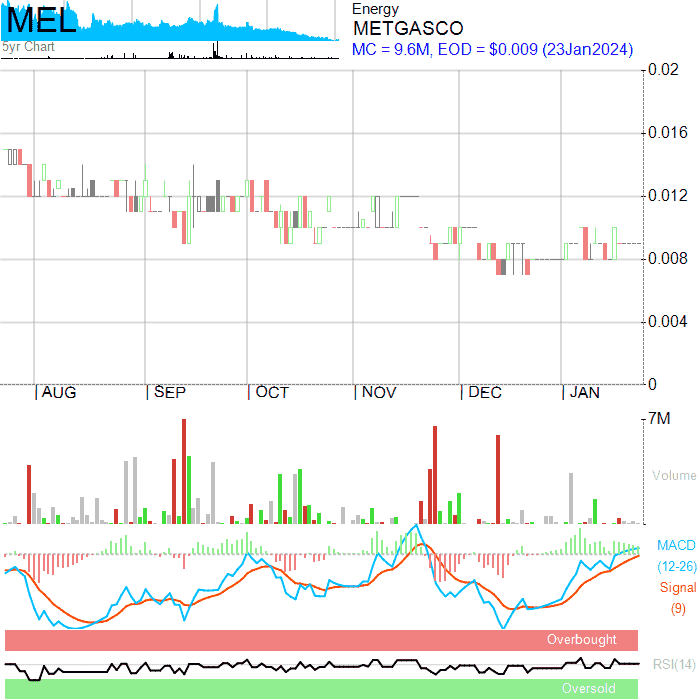 MEL
5yr Chart
Energy
METGASCO
MC = 9.6M, EOD = $0.009 (23Jan2024)
0.02
0.016
0.012
0.008
0.004
0
AUG SEP OCT NOV DEC JAN
7M
Volume
MACD
(12-26)
Signal
(9)
Overbought
RSI(14)
Oversold